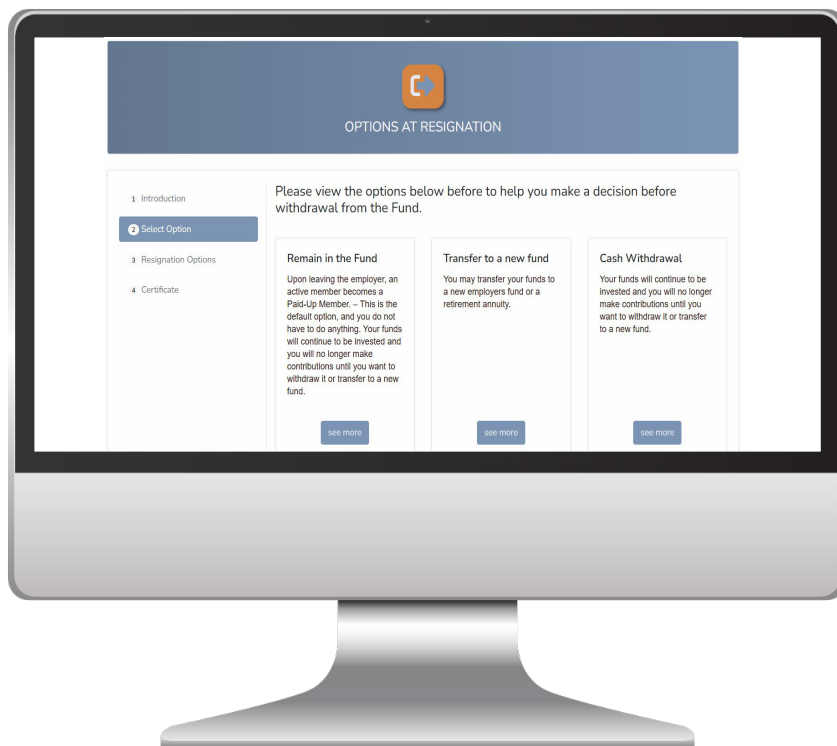 OPTIONS AT RESIGNATION
1 Introduction
2 Select Option
3 Resignation Options
4 Certificate
Please view the options below before to help you make a decision before
withdrawal from the Fund.
Remain in the Fund
Upon leaving the employer, an
active member becomes a
Paid-Up Member. – This is the
default option, and you do not
have to do anything. Your funds
will continue to be invested and
you will no longer make
contributions until you want to
withdraw it or transfer to a new
fund.
see more
Transfer to a new fund
You may transfer your funds to
a new employers fund or a
retirement annuity.
see more
Cash Withdrawal
Your funds will continue to be
invested and you will no longer
make contributions until you
want to withdraw it or transfer
to a new fund.
see more